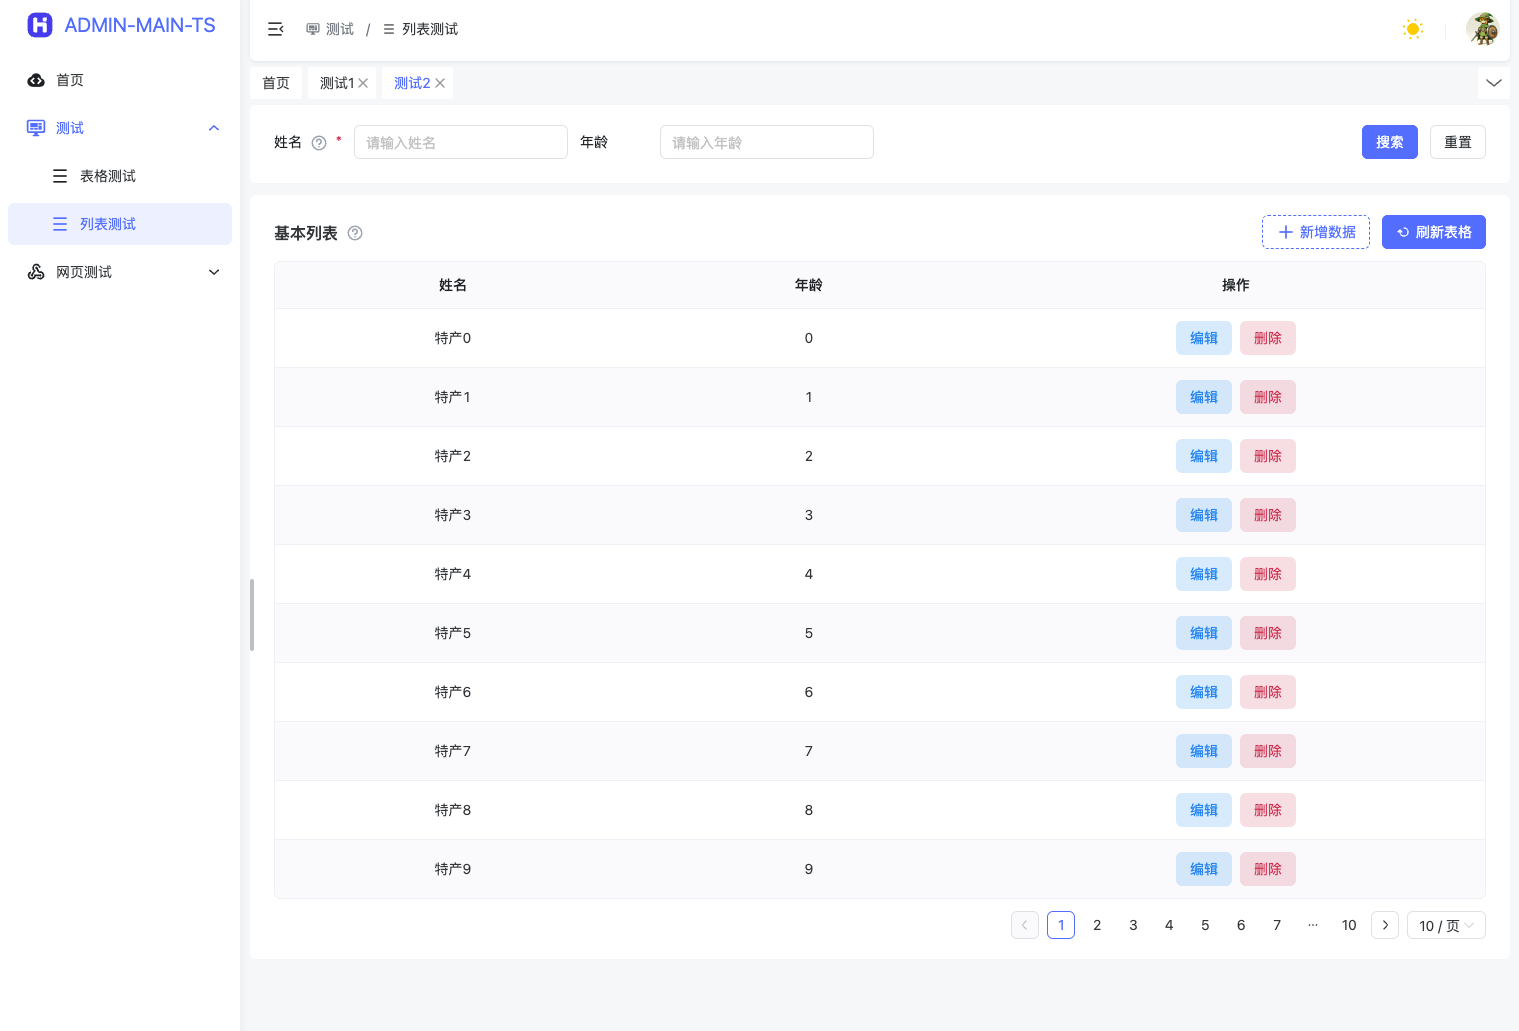 ADMIN-MAIN-TS
首页
测试
表格测试
列表测试
网页测试
测试 / 列表测试
首页 测试1 测试2
姓名 * 请输入姓名 年龄 请输入年龄 搜索 重置
基本列表 新增数据 刷新表格
姓名 年龄 操作
特产0 0 编辑 删除
特产1 1 编辑 删除
特产2 2 编辑 删除
特产3 3 编辑 删除
特产4 4 编辑 删除
特产5 5 编辑 删除
特产6 6 编辑 删除
特产7 7 编辑 删除
特产8 8 编辑 删除
特产9 9 编辑 删除
1 2 3 4 5 6 7 ... 10 10 / 页